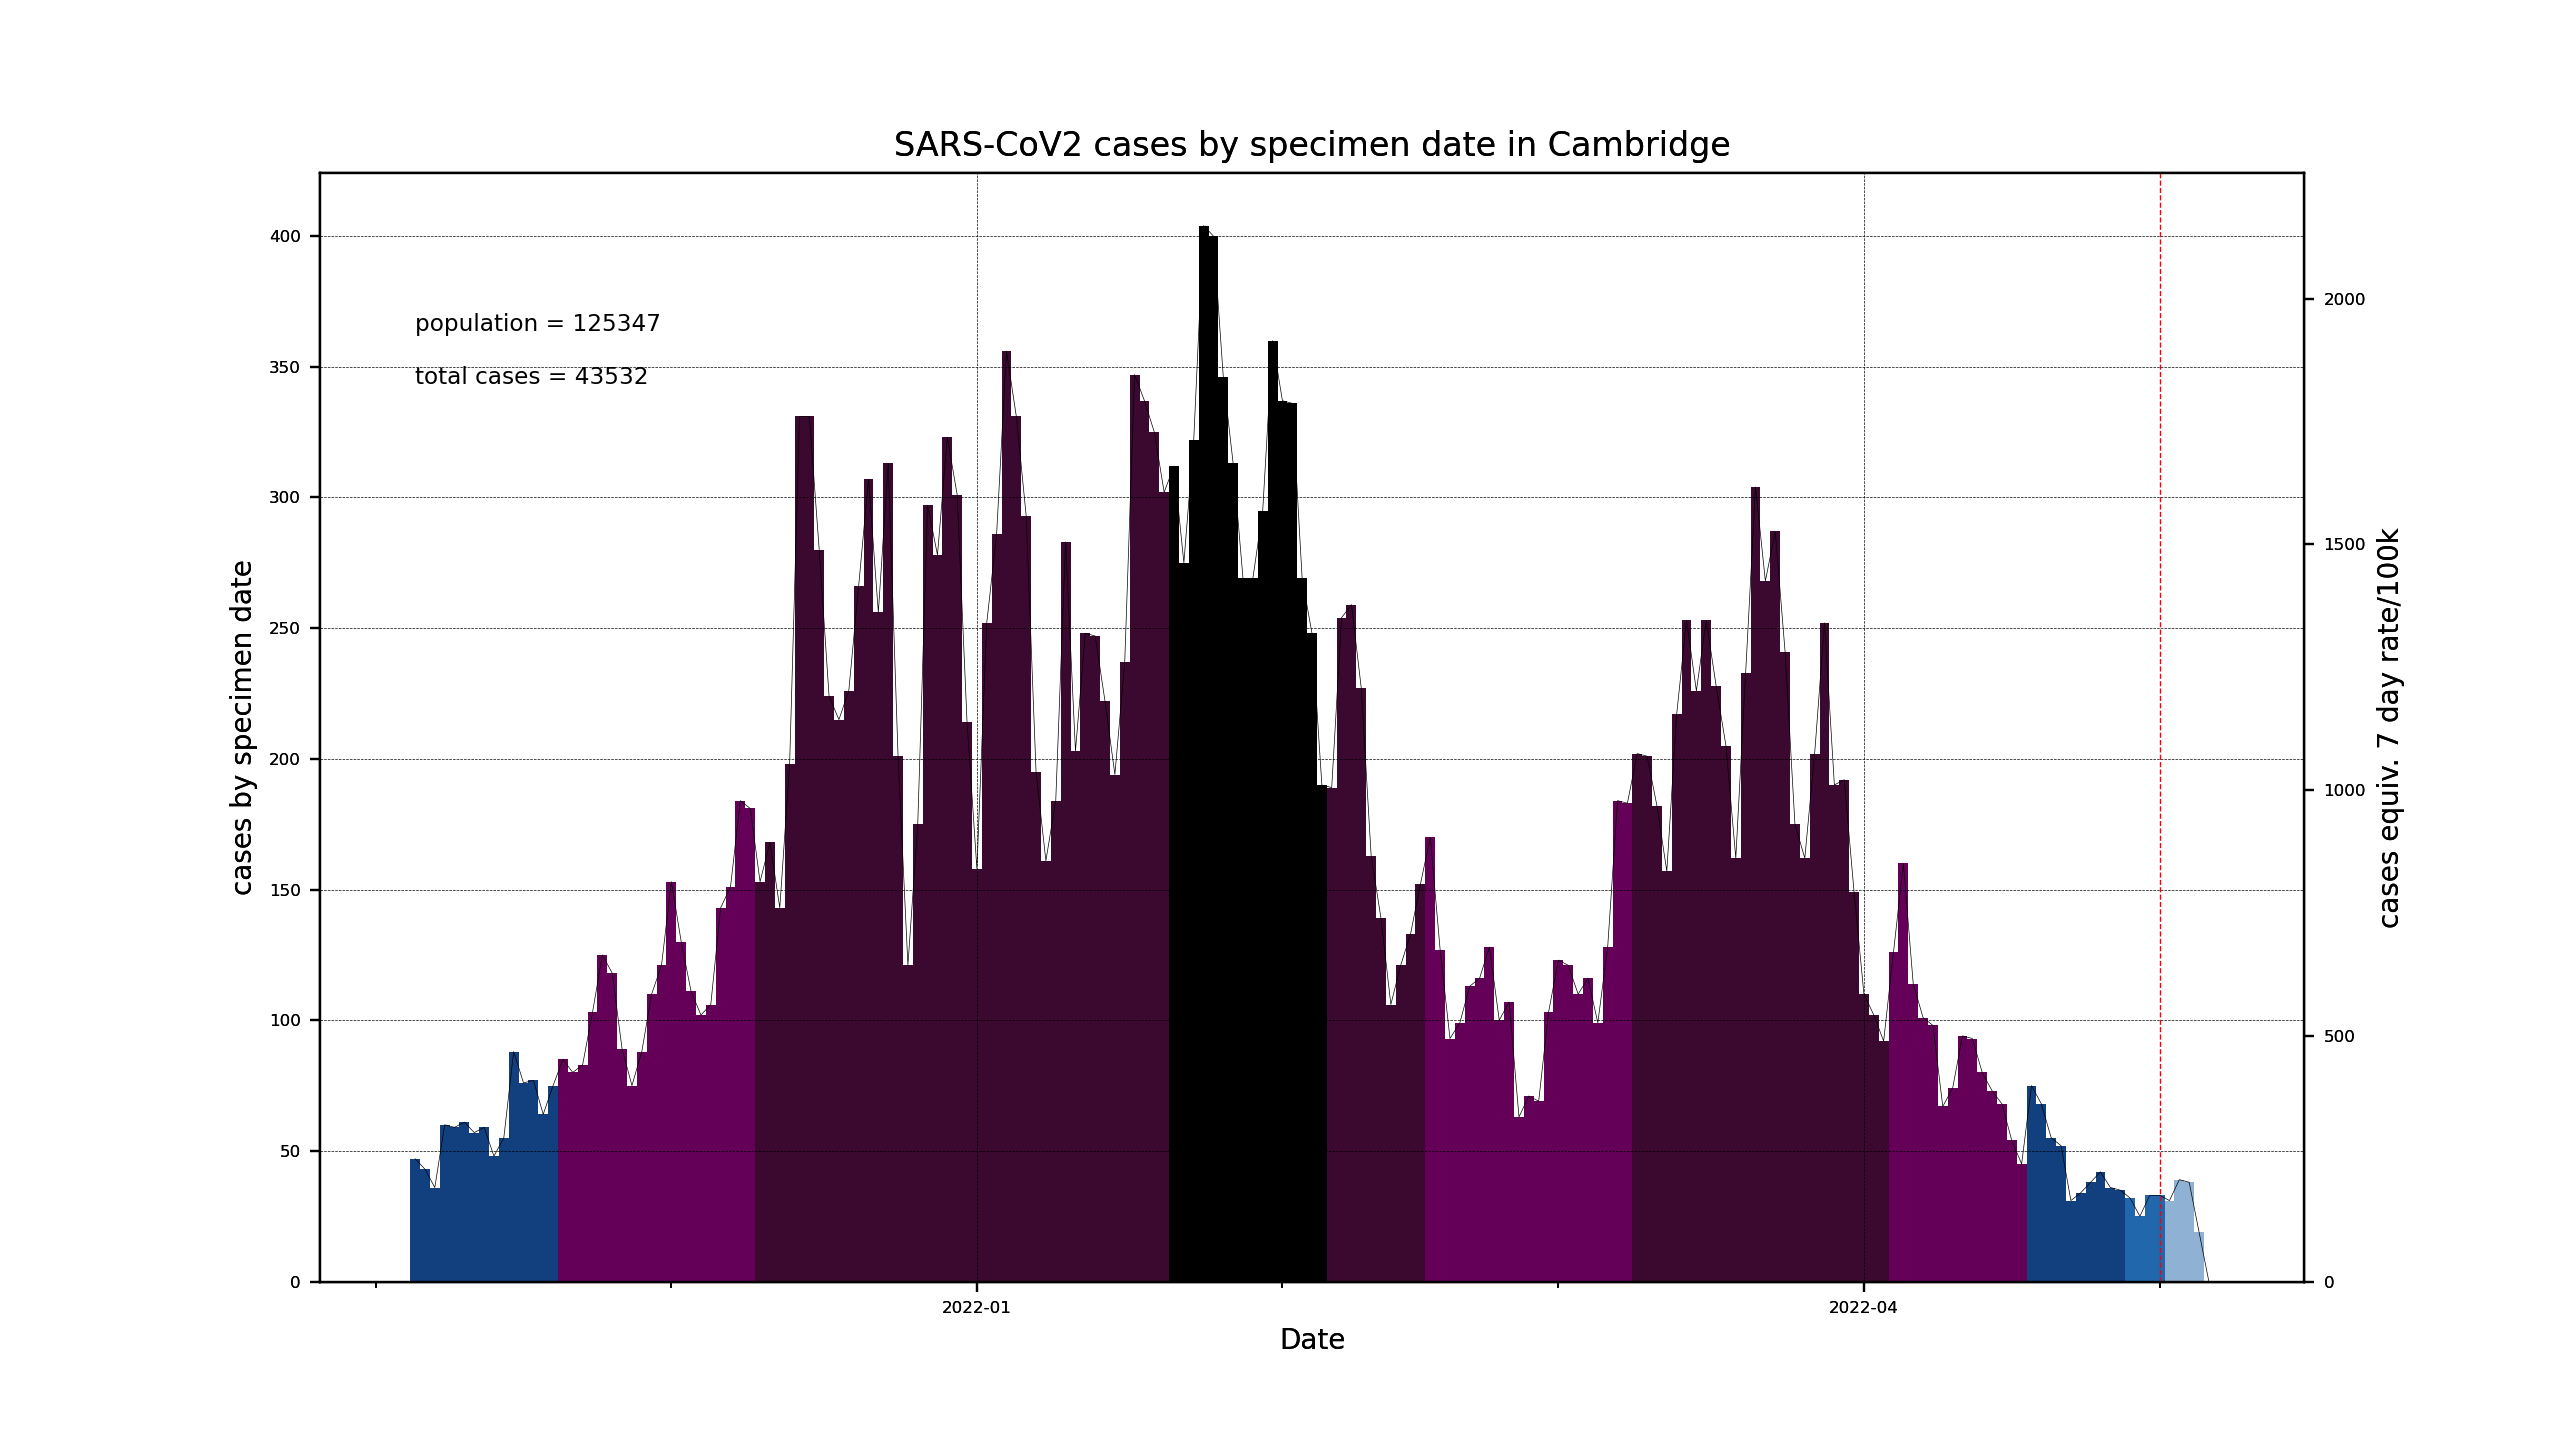 SARS-CoV2 cases by specimen date in Cambridge
population = 125347
total cases = 43532
cases by specimen date
400
350
300
250
200
150
100
50
0
2000
1500
1000
500
0
cases equiv. 7 day rate/100k
2022-01
2022-04
Date